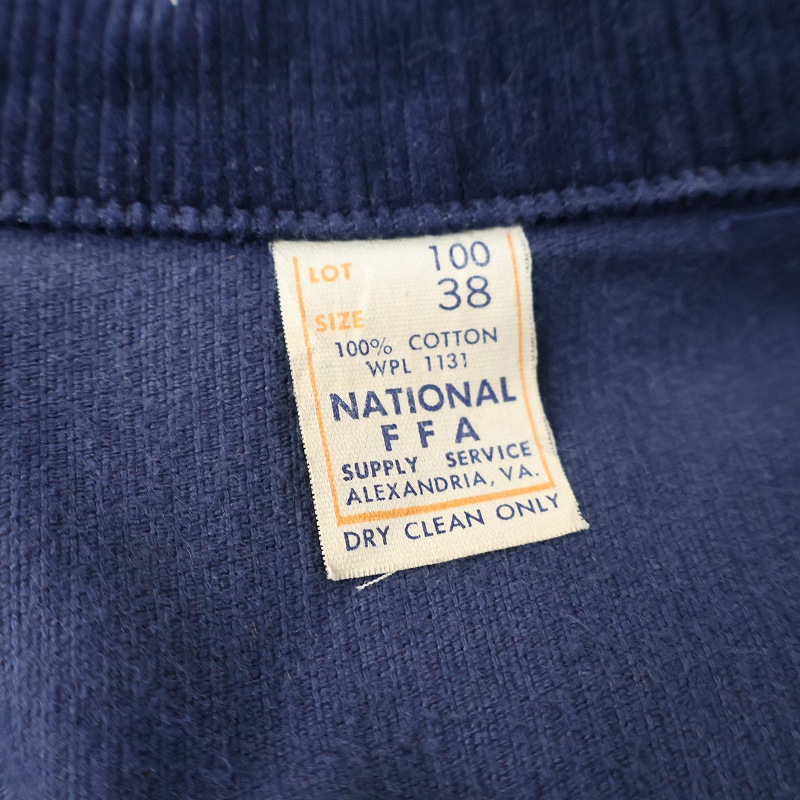 LOT 100
SIZE 38
100% COTTON
WPL 1131
NATIONAL
F F A
SUPPLY SERVICE
ALEXANDRIA, VA.
DRY CLEAN ONLY